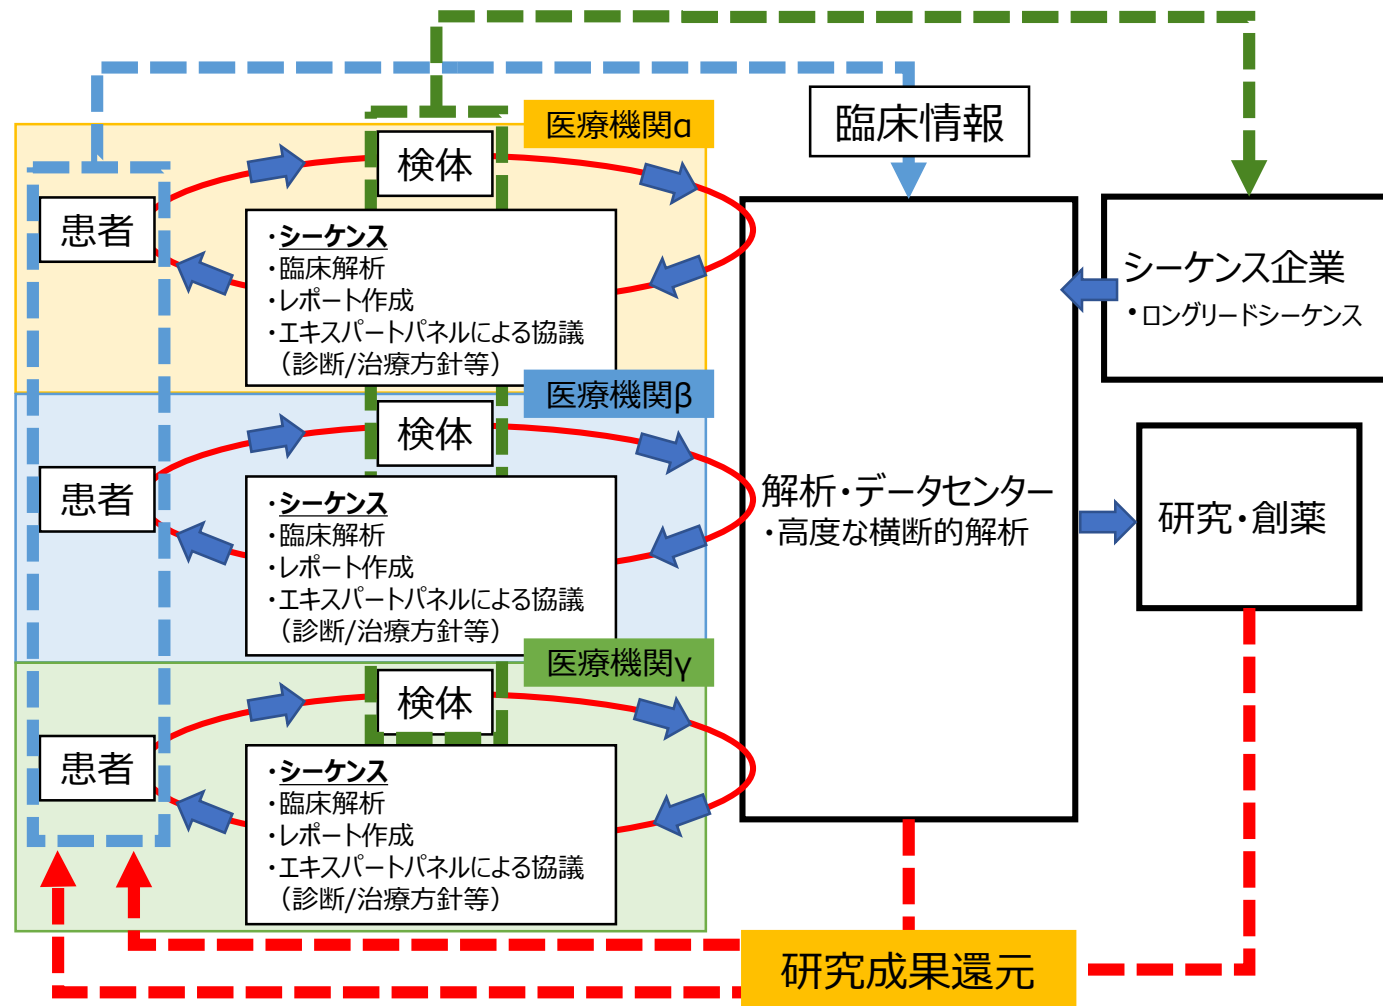 医療機関α
臨床情報
検体
患者
・シーケンス
・臨床解析
・レポート作成
・エキスパートパネルによる協議
（診断/治療方針等）
シーケンス企業
・ロングリードシーケンス
医療機関β
検体
患者
・シーケンス
・臨床解析
・レポート作成
・エキスパートパネルによる協議
（診断/治療方針等）
解析・データセンター
・高度な横断的解析
研究・創薬
医療機関γ
検体
患者
・シーケンス
・臨床解析
・レポート作成
・エキスパートパネルによる協議
（診断/治療方針等）
研究成果還元